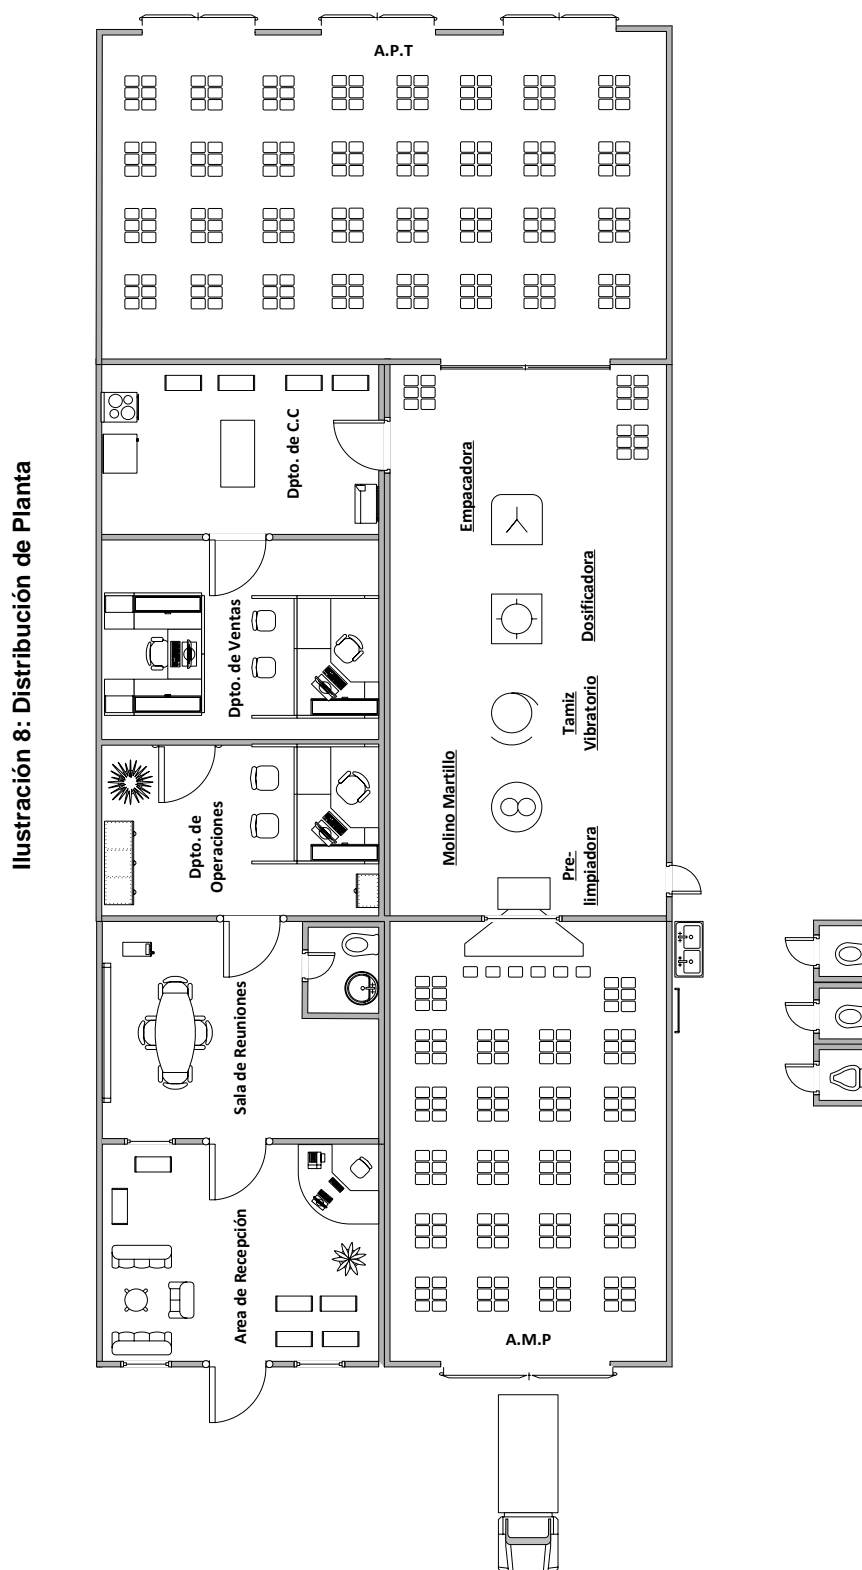 Ilustración 8: Distribución de Planta
A.P.T
Dpto. de C.C
Empacadora
Dosificadora
Dpto. de Ventas
Tamiz
Vibratorio
Molino Martillo
Dpto. de
Operaciones
Pre-
limpiadora
Sala de Reuniones
Area de Recepción
A.M.P